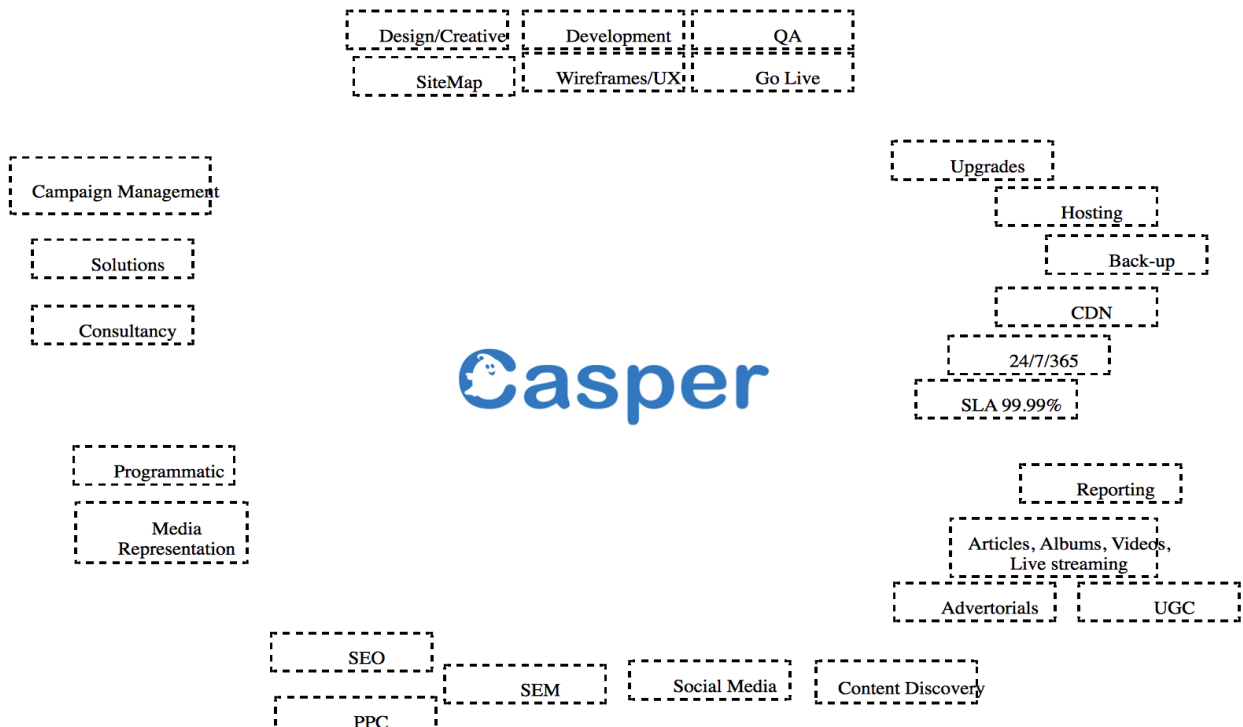 Design/Creative
Development
QA
SiteMap
Wireframes/UX
Go Live
Upgrades
Campaign Management
Hosting
Solutions
Back-up
Consultancy
CDN
24/7/365
Casper
SLA 99.99%
Programmatic
Reporting
Media
Representation
Articles, Albums, Videos,
Live streaming
Advertorials
UGC
SEO
SEM
Social Media
Content Discovery
PPC